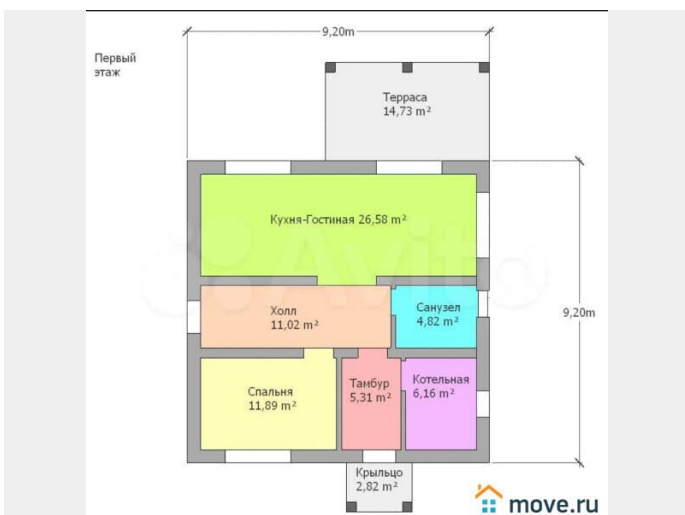 9,20m
Первый
этаж
Терраса
14,73 m²
Кухня-Гостиная 26,58 m²
Avito
Холл
11,02 m²
Санузел
4,82 m²
9,20m
Спальня
11,89 m²
Тамбур
5,31 m²
Котельная
6,16 m²
Крыльцо
2,82 m²
move.ru